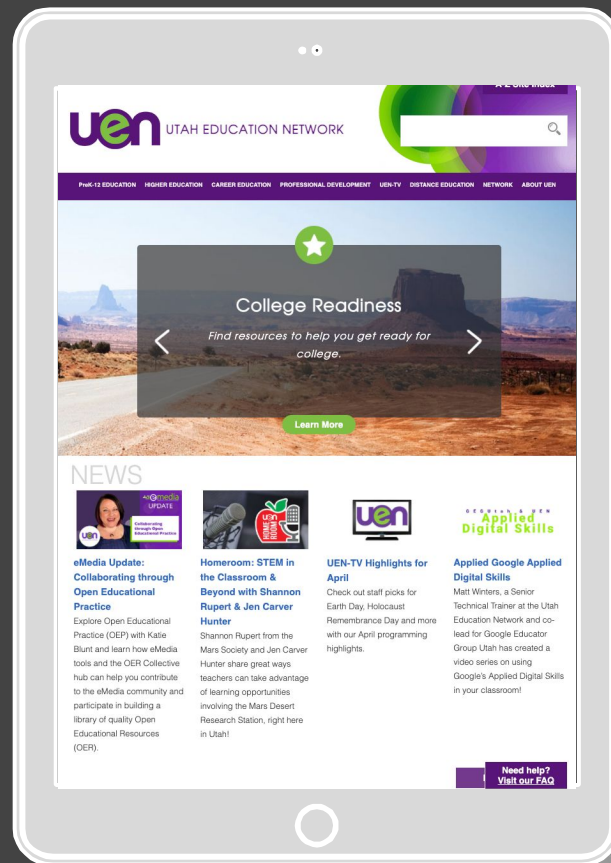 A-Z Site Index
uen UTAH EDUCATION NETWORK
PreK-12 EDUCATION HIGHER EDUCATION CAREER EDUCATION PROFESSIONAL DEVELOPMENT UEN-TV DISTANCE EDUCATION NETWORK ABOUT UEN
College Readiness
Find resources to help you get ready for
college.
Learn More
NEWS
emedia
UPDATE
Collaborating
through Open
Educational Practice
uen
HOME
ROOM
uen
uen
GEGUtah & UEN
Applied
Digital Skills
eMedia Update:
Collaborating through
Open Educational
Practice
Explore Open Educational
Practice (OEP) with Katie
Blunt and learn how eMedia
tools and the OER Collective
hub can help you contribute
to the eMedia community and
participate in building a
library of quality Open
Educational Resources
(OER).
Homeroom: STEM in
the Classroom &
Beyond with Shannon
Rupert & Jen Carver
Hunter
Shannon Rupert from the
Mars Society and Jen Carver
Hunter share great ways
teachers can take advantage
of learning opportunities
involving the Mars Desert
Research Station, right here
in Utah!
UEN-TV Highlights for
April
Check out staff picks for
Earth Day, Holocaust
Remembrance Day and more
with our April programming
highlights.
Applied Google Applied
Digital Skills
Matt Winters, a Senior
Technical Trainer at the Utah
Education Network and co-
lead for Google Educator
Group Utah has created a
video series on using
Google's Applied Digital Skills
in your classroom!
Need help?
Visit our FAQ